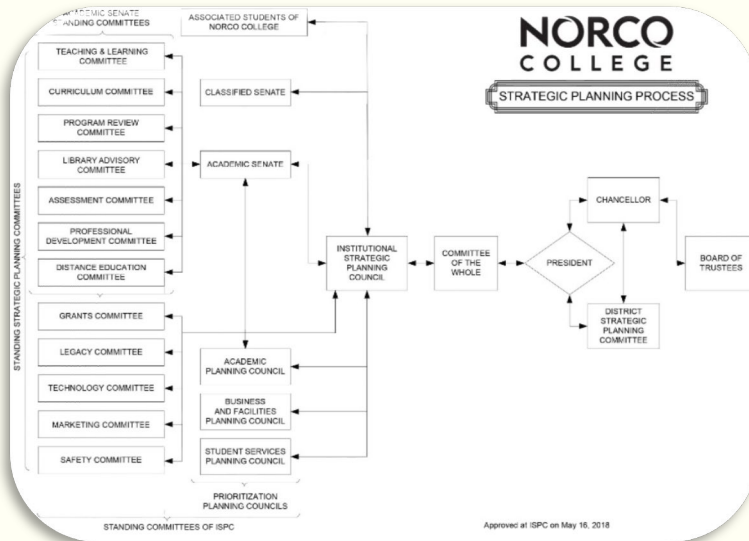 ACADEMIC SENATE
STANDING COMMITTEES
TEACHING & LEARNING
COMMITTEE
CURRICULUM COMMITTEE
PROGRAM REVIEW
COMMITTEE
LIBRARY ADVISORY
COMMITTEE
ASSESSMENT COMMITTEE
PROFESSIONAL
DEVELOPMENT COMMITTEE
DISTANCE EDUCATION
COMMITTEE
GRANTS COMMITTEE
LEGACY COMMITTEE
TECHNOLOGY COMMITTEE
MARKETING COMMITTEE
SAFETY COMMITTEE
STANDING STRATEGIC PLANNING COMMITTEES
ASSOCIATED STUDENTS OF
NORCO COLLEGE
CLASSIFIED SENATE
ACADEMIC SENATE
ACADEMIC
PLANNING COUNCIL
BUSINESS
AND FACILITIES
PLANNING COUNCIL
STUDENT SERVICES
PLANNING COUNCIL
PRIORITIZATION
PLANNING COUNCILS
STANDING COMMITTEES OF ISPC
INSTITUTIONAL
STRATEGIC
PLANNING
COUNCIL
COMMITTEE
OF THE
WHOLE
PRESIDENT
CHANCELLOR
DISTRICT
STRATEGIC
PLANNING
COMMITTEE
BOARD OF
TRUSTEES
NORCO
COLLEGE
STRATEGIC PLANNING PROCESS
Approved at ISPC on May 16, 2018